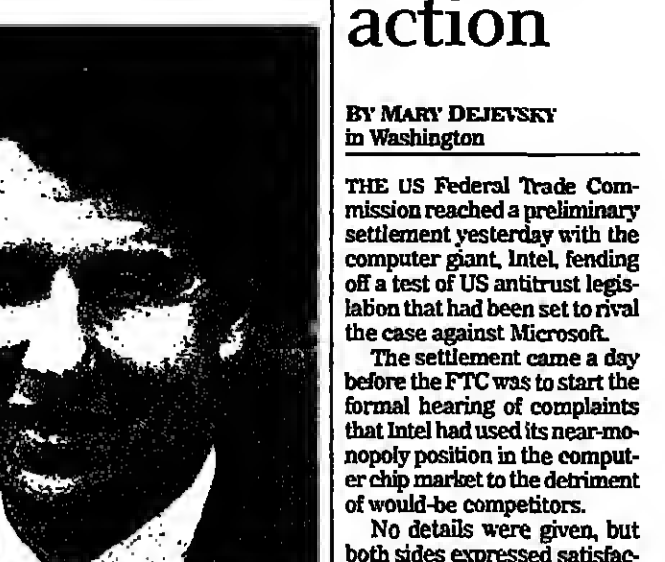 action
BY MARY DEJEVSKY
in Washington
THE US Federal Trade Com-
mission reached a preliminary
settlement yesterday with the
computer giant, Intel, fending
off a test of US antitrust legis-
lation that had been set to rival
the case against Microsoft.
The settlement came a day
before the FTC was to start the
formal hearing of complaints
that Intel had used its near-mo-
nopoly position in the comput-
er chip market to the detriment
of would-be competitors.
No details were given, but
both sides expressed satisfac-